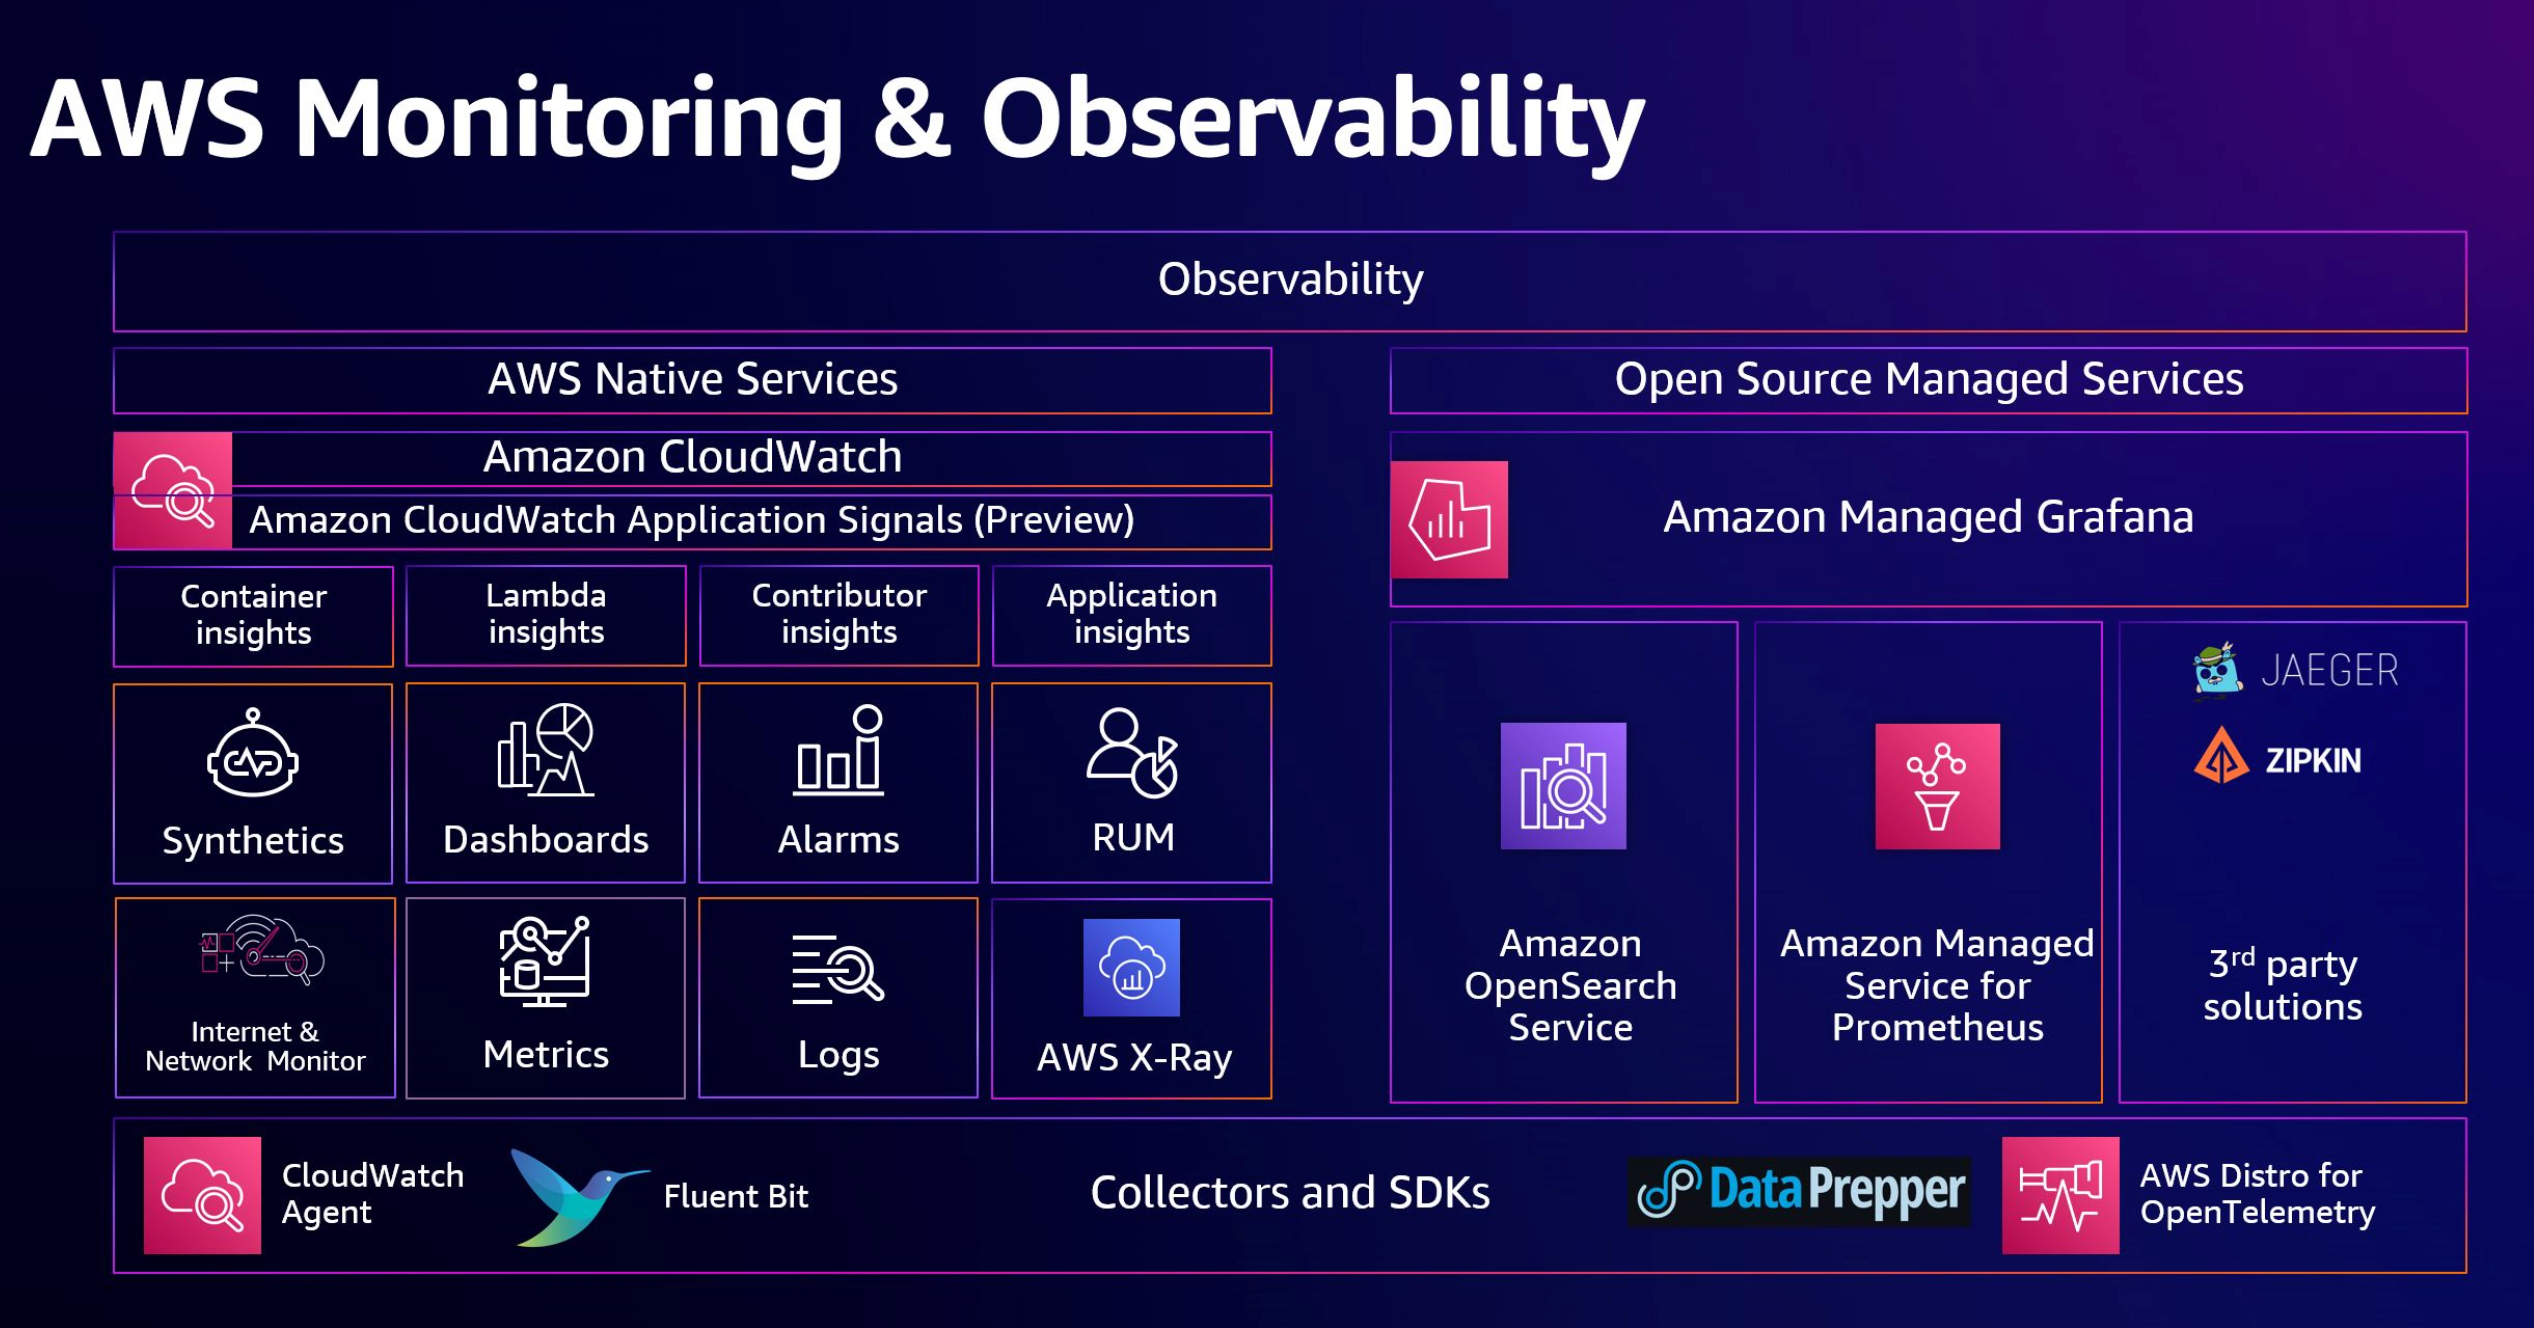 AWS Monitoring & Observability
Observability
AWS Native Services
Open Source Managed Services
Amazon CloudWatch
Amazon CloudWatch Application Signals (Preview)
Amazon Managed Grafana
Container
insights
Lambda
insights
Contributor
insights
Application
insights
Synthetics
Dashboards
Alarms
RUM
Internet &
Network Monitor
Metrics
Logs
AWS X-Ray
Amazon
OpenSearch
Service
Amazon Managed
Service for
Prometheus
JAEGER
ZIPKIN
3rd party
solutions
CloudWatch
Agent
Fluent Bit
Collectors and SDKs
Data Prepper
AWS Distro for
OpenTelemetry